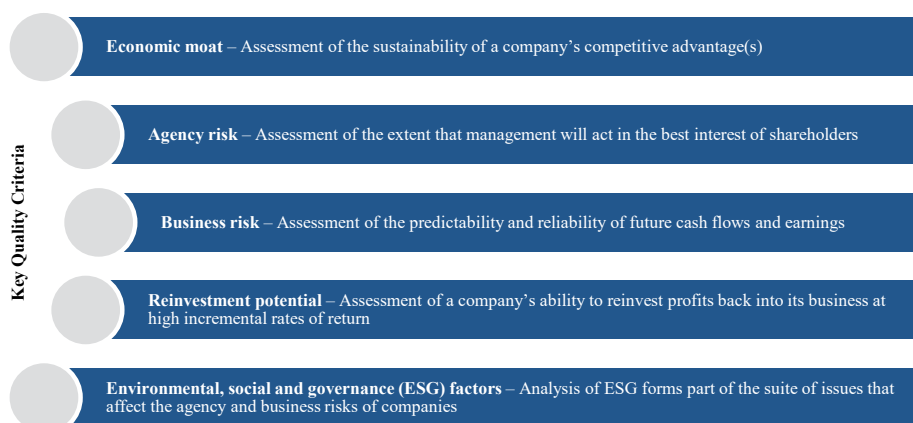 Key Quality Criteria
Economic moat – Assessment of the sustainability of a company’s competitive advantage(s)
Agency risk – Assessment of the extent that management will act in the best interest of shareholders
Business risk – Assessment of the predictability and reliability of future cash flows and earnings
Reinvestment potential – Assessment of a company’s ability to reinvest profits back into its business at
high incremental rates of return
Environmental, social and governance (ESG) factors – Analysis of ESG forms part of the suite of issues that
affect the agency and business risks of companies